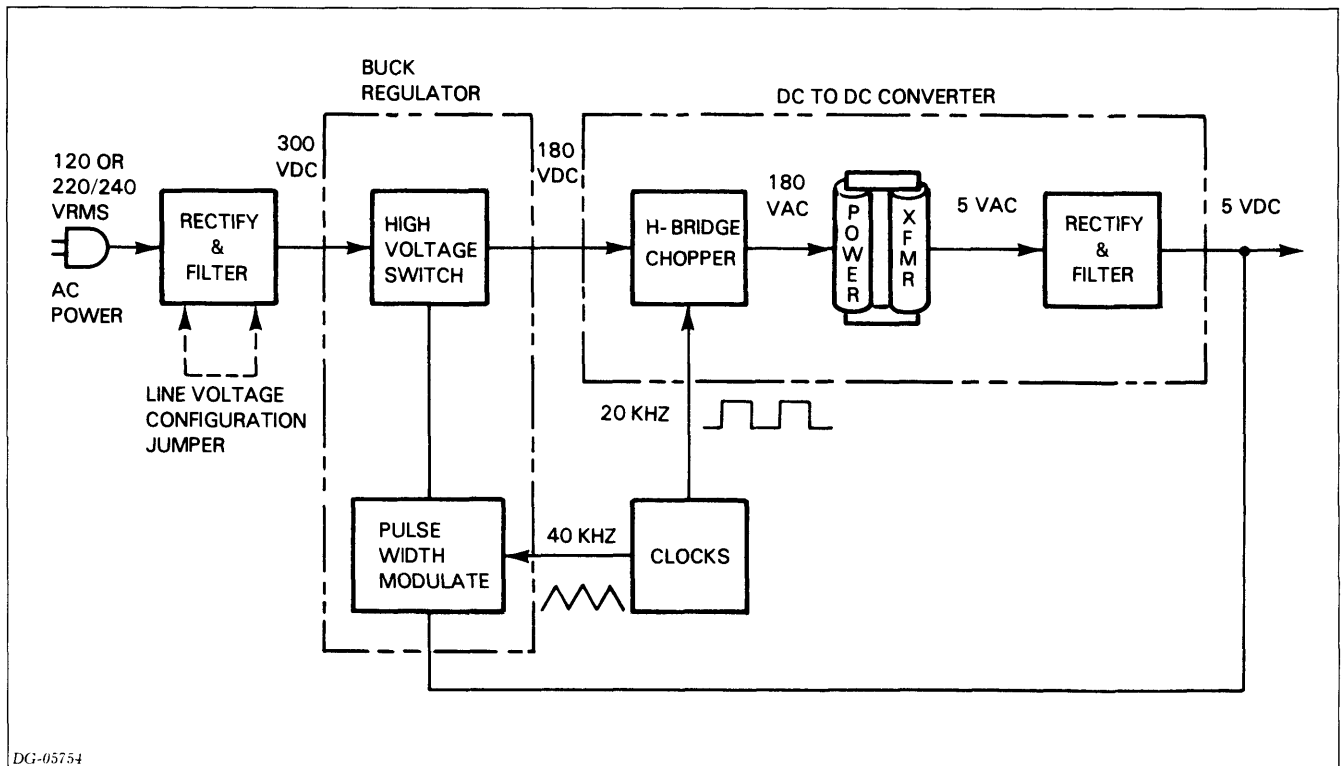 BUCK
REGULATOR
DC TO DC CONVERTER
120 OR
220/240
VRMS
AC
POWER
RECTIFY
&
FILTER
LINE VOLTAGE
CONFIGURATION
JUMPER
300
VDC
HIGH
VOLTAGE
SWITCH
180
VDC
H-BRIDGE
CHOPPER
180
VAC
POWER
XFMR
5 VAC
RECTIFY
&
FILTER
5 VDC
20 KHZ
PULSE
WIDTH
MODULATE
40 KHZ
CLOCKS
DG-05754